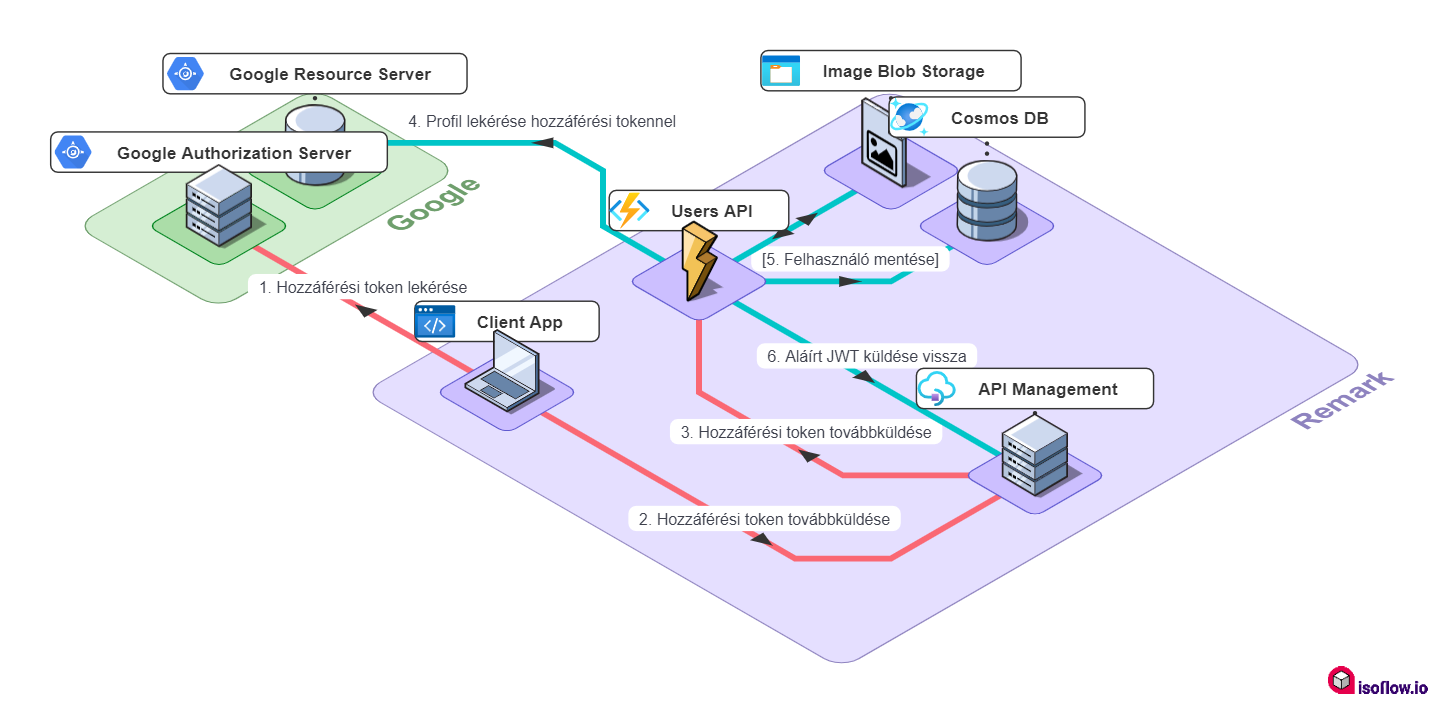 Google Resource Server
Image Blob Storage
Cosmos DB
4. Profil lekérése hozzáférési tokennel
Google Authorization Server
Google
Users API
[5. Felhasználó mentése]
1. Hozzáférési token lekérése
Client App
6. Aláírt JWT küldése vissza
API Management
Remark
3. Hozzáférési token továbbküldése
2. Hozzáférési token továbbküldése
isoflow.io